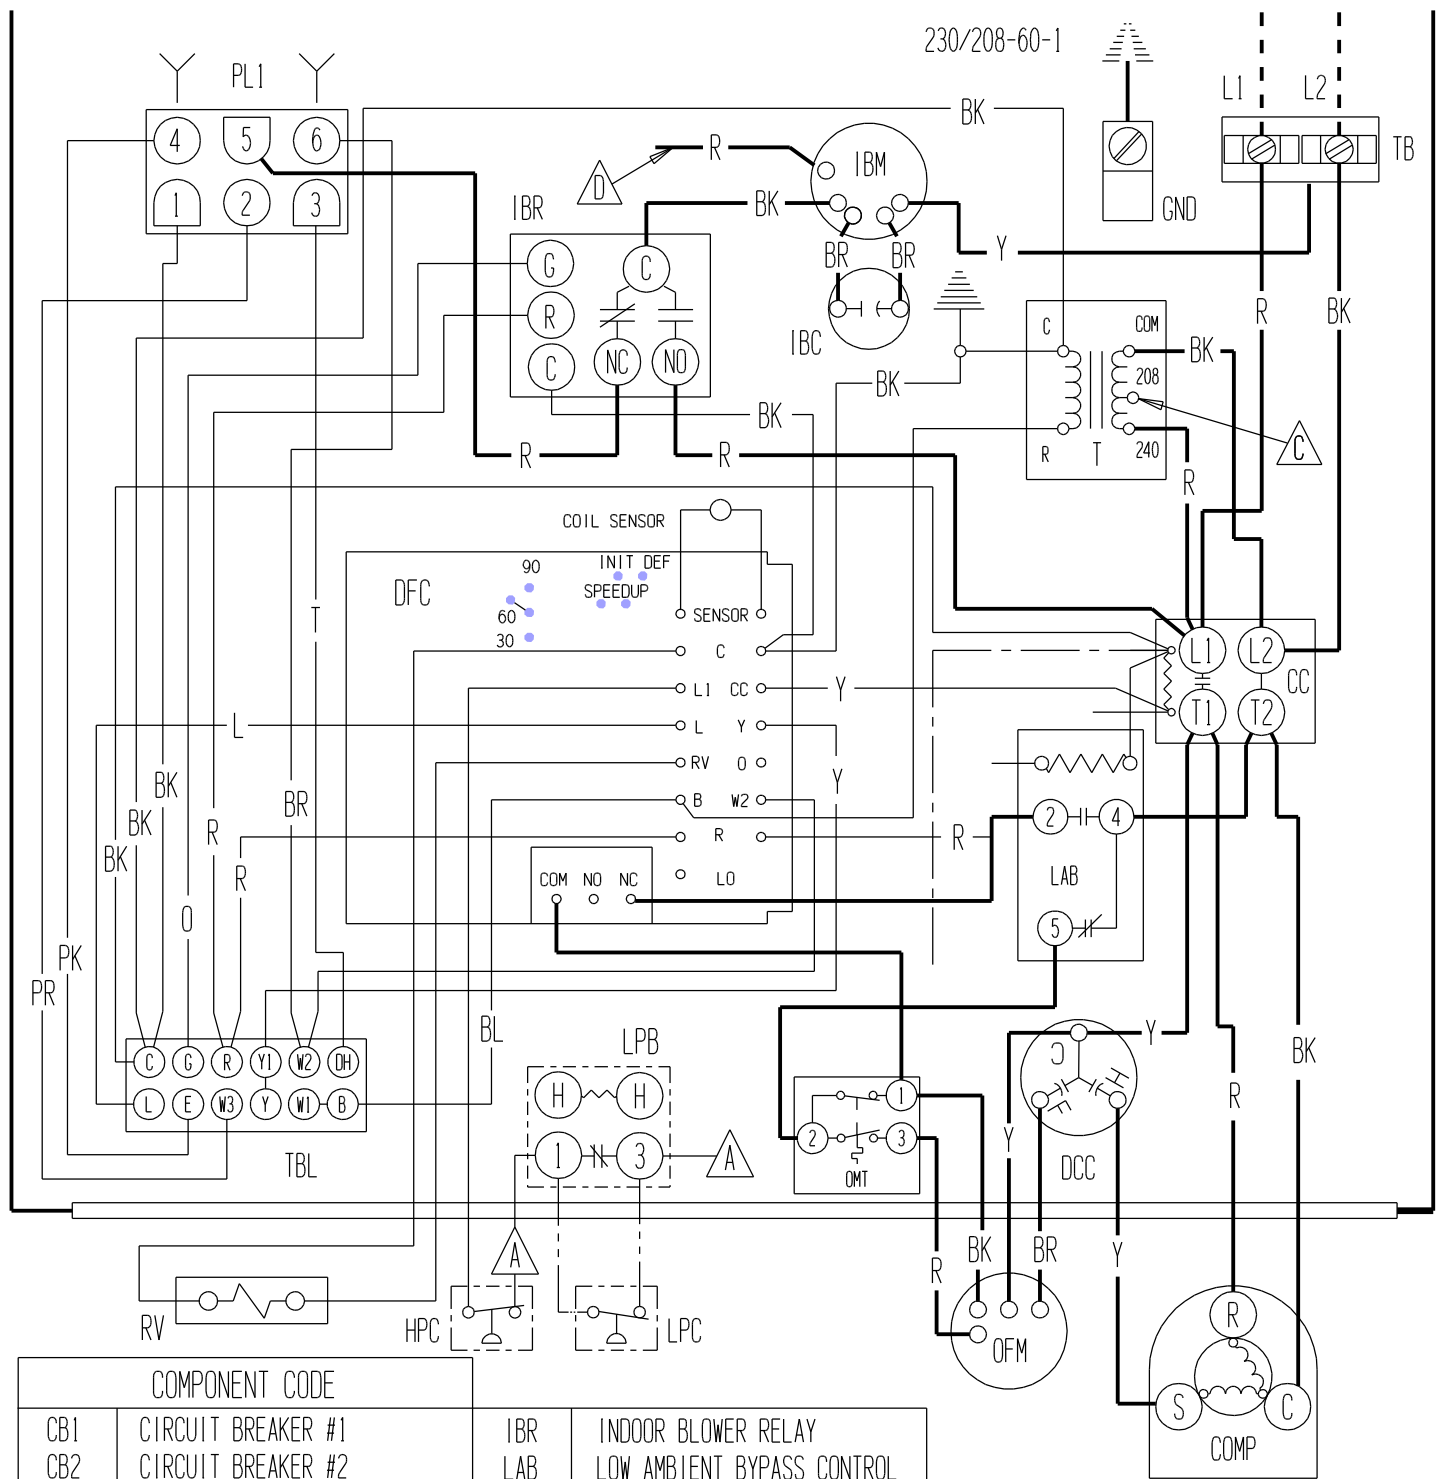 230/208-60-1
PL1
L1 L2
BK
4 5 6
R
IBM
TB
D
1 2 3
IBR
BK
GND
G C
BR BR
Y
R
IBC
R BK
C COM
BK
NC NO
C
BK
208
BK
R R
R T 240
C
R
COIL SENSOR
90
INIT DEF
DFC
SPEEDUP
60
SENSOR
T
30
C
L1 L2
CC
L1 CC
Y
T1 T2
L
L Y
RV O
Y
BK
BR
B W2
2 4
BK
R
R
R
BK
R
COM NO NC
LO
LAB
O
5
PK
PR
BL
LPB
C
Y
BK
C G R Y1 W2 DH
H H
H
F
L E W3 Y W1 B
1
R
2 3
Y
1 3
A
TBL
OMT
DCC
A
R
BK
BR
Y
RV
HPC
LPC
R
OFM
COMPONENT CODE
S C
CB1 CIRCUIT BREAKER #1
IBR INDOOR BLOWER RELAY
COMP
CB2 CIRCUIT BREAKER #2
LAB LOW AMBIENT BYPASS CONTROL